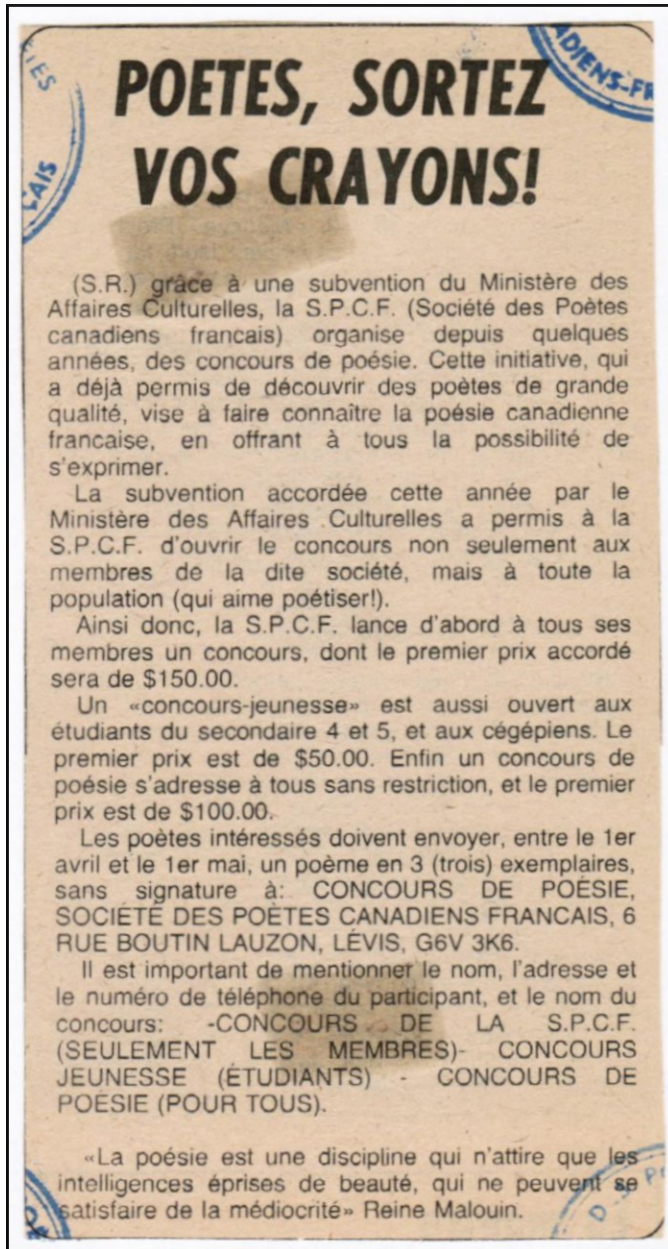 ÈTES
CAIS
ADIENS-FR
POETES, SORTEZ
VOS CRAYONS!
(S.R.) grâce à une subvention du Ministère des
Affaires Culturelles, la S.P.C.F. (Société des Poètes
canadiens francais) organise depuis quelques
années, des concours de poésie. Cette initiative, qui
a déjà permis de découvrir des poètes de grande
qualité, vise à faire connaître la poésie canadienne
francaise, en offrant à tous la possibilité de
s'exprimer.
La subvention accordée cette année par le
Ministère des Affaires Culturelles a permis à la
S.P.C.F. d'ouvrir le concours non seulement aux
membres de la dite société, mais à toute la
population (qui aime poétiser!).
Ainsi donc, la S.P.C.F. lance d'abord à tous ses
membres un concours, dont le premier prix accordé
sera de $150.00.
Un «concours-jeunesse» est aussi ouvert aux
étudiants du secondaire 4 et 5, et aux cégépiens. Le
premier prix est de $50.00. Enfin un concours de
poésie s'adresse à tous sans restriction, et le premier
prix est de $100.00.
Les poètes intéressés doivent envoyer, entre le 1er
avril et le 1er mai, un poème en 3 (trois) exemplaires,
sans signature à: CONCOURS DE POÉSIE,
SOCIÉTÉ DES POÈTES CANADIENS FRANCAIS, 6
RUE BOUTIN LAUZON, LÉVIS, G6V 3K6.
Il est important de mentionner le nom, l'adresse et
le numéro de téléphone du participant, et le nom du
concours: -CONCOURS DE LA S.P.C.F.
(SEULEMENT LES MEMBRES)- CONCOURS
JEUNESSE (ÉTUDIANTS) - CONCOURS DE
POÉSIE (POUR TOUS).
«La poésie est une discipline qui n'attire que les
intelligences éprises de beauté, qui ne peuvent se
satisfaire de la médiocrité» Reine Malouin.